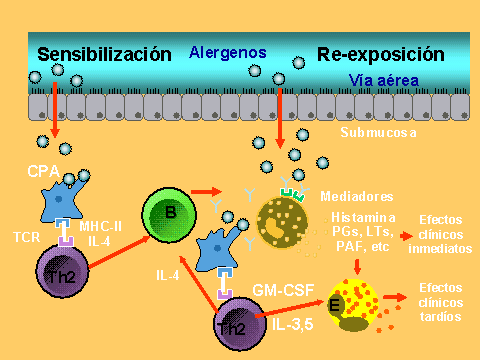 Sensibilización
Alergenos
Re-exposición
Vía aérea
Submucosa
CPA
TCR
MHC-II
IL-4
Th2
B
IL-4
Th2
Mediadores
Histamina
PGs, LTs,
PAF, etc
Efectos
clínicos
inmediatos
GM-CSF
IL-3,5
E
Efectos
clínicos
tardíos